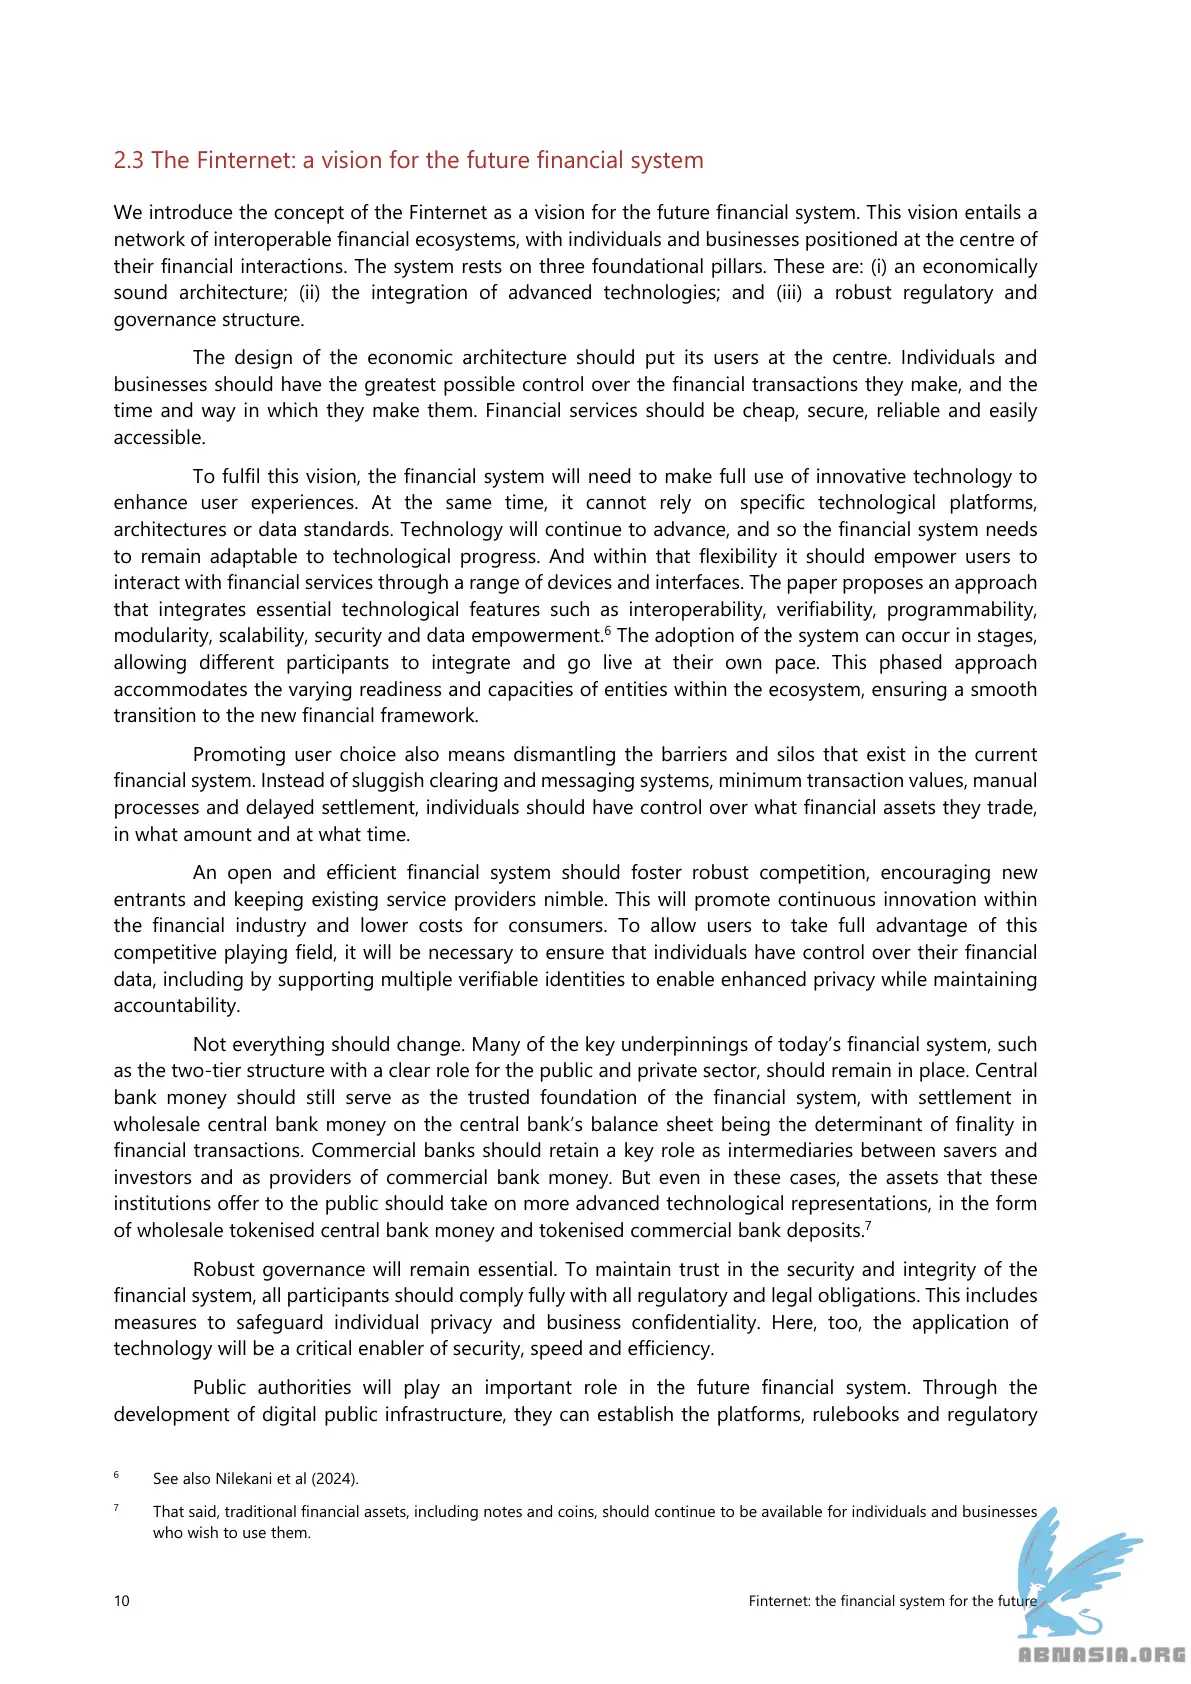 2.3 The Finternet: a vision for the future financial system
We introduce the concept of the Finternet as a vision for the future financial system. This vision entails a
network of interoperable financial ecosystems, with individuals and businesses positioned at the centre of
their financial interactions. The system rests on three foundational pillars. These are: (i) an economically
sound architecture; (ii) the integration of advanced technologies; and (iii) a robust regulatory and
governance structure.
The design of the economic architecture should put its users at the centre. Individuals and
businesses should have the greatest possible control over the financial transactions they make, and the
time and way in which they make them. Financial services should be cheap, secure, reliable and easily
accessible.
To fulfil this vision, the financial system will need to make full use of innovative technology to
enhance user experiences. At the same time, it cannot rely on specific technological platforms,
architectures or data standards. Technology will continue to advance, and so the financial system needs
to remain adaptable to technological progress. And within that flexibility it should empower users to
interact with financial services through a range of devices and interfaces. The paper proposes an approach
that integrates essential technological features such as interoperability, verifiability, programmability,
modularity, scalability, security and data empowerment.6 The adoption of the system can occur in stages,
allowing different participants to integrate and go live at their own pace. This phased approach
accommodates the varying readiness and capacities of entities within the ecosystem, ensuring a smooth
transition to the new financial framework.
Promoting user choice also means dismantling the barriers and silos that exist in the current
financial system. Instead of sluggish clearing and messaging systems, minimum transaction values, manual
processes and delayed settlement, individuals should have control over what financial assets they trade,
in what amount and at what time.
An open and efficient financial system should foster robust competition, encouraging new
entrants and keeping existing service providers nimble. This will promote continuous innovation within
the financial industry and lower costs for consumers. To allow users to take full advantage of this
competitive playing field, it will be necessary to ensure that individuals have control over their financial
data, including by supporting multiple verifiable identities to enable enhanced privacy while maintaining
accountability.
Not everything should change. Many of the key underpinnings of today’s financial system, such
as the two-tier structure with a clear role for the public and private sector, should remain in place. Central
bank money should still serve as the trusted foundation of the financial system, with settlement in
wholesale central bank money on the central bank’s balance sheet being the determinant of finality in
financial transactions. Commercial banks should retain a key role as intermediaries between savers and
investors and as providers of commercial bank money. But even in these cases, the assets that these
institutions offer to the public should take on more advanced technological representations, in the form
of wholesale tokenised central bank money and tokenised commercial bank deposits.7
Robust governance will remain essential. To maintain trust in the security and integrity of the
financial system, all participants should comply fully with all regulatory and legal obligations. This includes
measures to safeguard individual privacy and business confidentiality. Here, too, the application of
technology will be a critical enabler of security, speed and efficiency.
Public authorities will play an important role in the future financial system. Through the
development of digital public infrastructure, they can establish the platforms, rulebooks and regulatory
6 See also Nilekani et al (2024).
7 That said, traditional financial assets, including notes and coins, should continue to be available for individuals and businesses
who wish to use them.
10 Finternet: the financial system for the future
ABNASIA.ORG